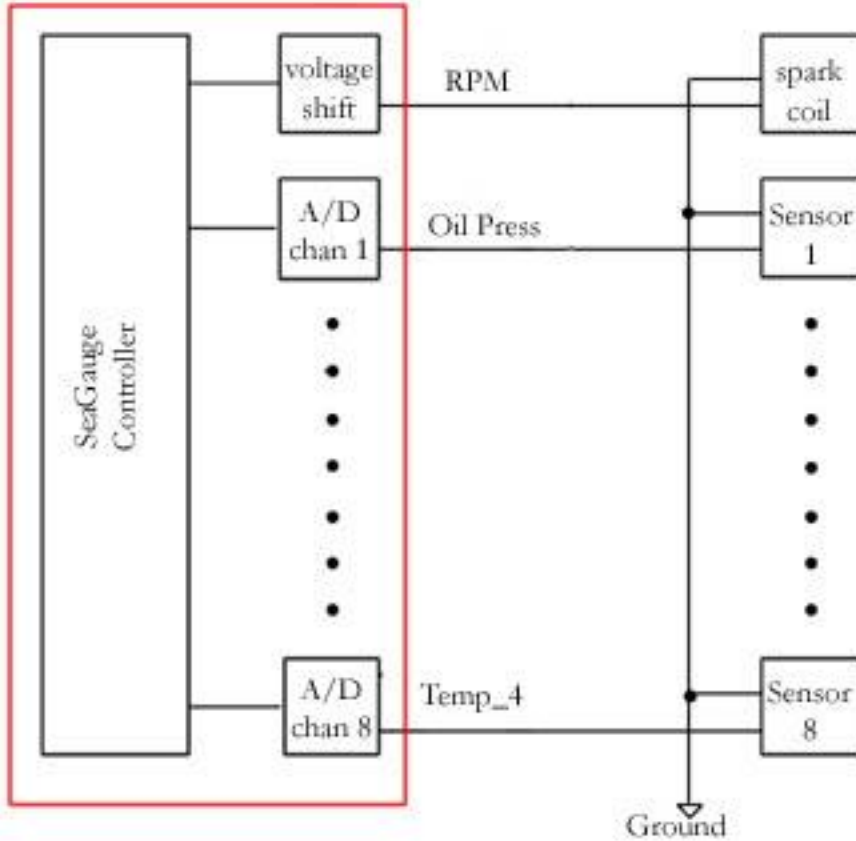 voltage
shift
RPM
spark
coil
A/D
chan 1
Oil Press
Sensor
1
SeaGauge
Controller
A/D
chan 8
Temp_4
Sensor
8
Ground